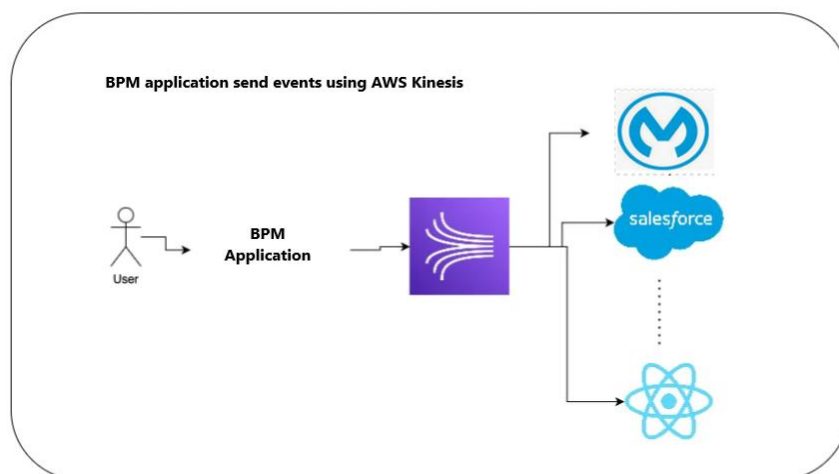 BPM application send events using AWS Kinesis
salesforce
BPM
Application
User